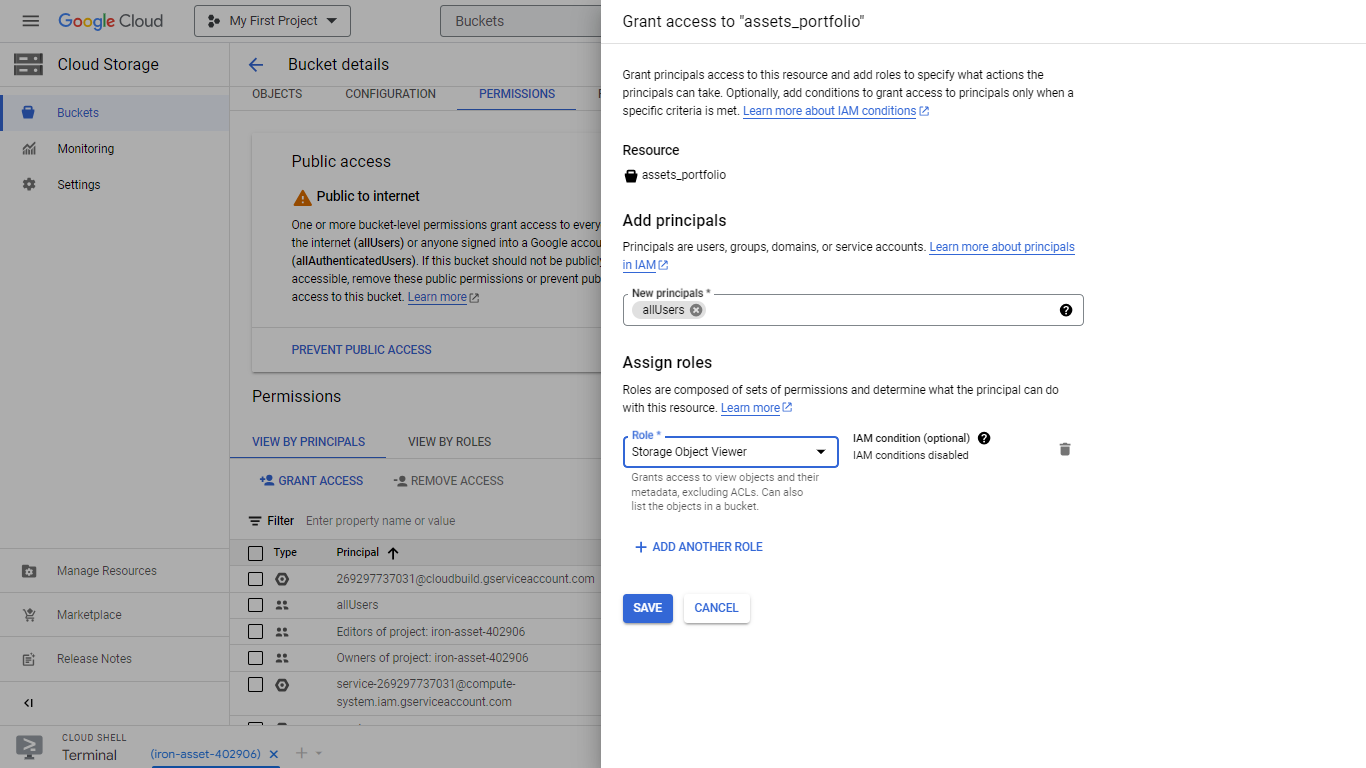 Google Cloud
My First Project
Buckets
Cloud Storage
Buckets
Monitoring
Settings
Manage Resources
Marketplace
Release Notes
Bucket details
OBJECTS CONFIGURATION PERMISSIONS
Public access
Public to internet
One or more bucket-level permissions grant access to every
the internet (allUsers) or anyone signed into a Google accou
(allAuthenticatedUsers). If this bucket should not be publicly
accessible, remove these public permissions or prevent pub
access to this bucket. Learn more
PREVENT PUBLIC ACCESS
Permissions
VIEW BY PRINCIPALS VIEW BY ROLES
GRANT ACCESS REMOVE ACCESS
Filter Enter property name or value
Type Principal
269297737031@cloudbuild.gserviceaccount.com
allUsers
Editors of project: iron-asset-402906
Owners of project: iron-asset-402906
service-269297737031@compute-
system.iam.gserviceaccount.com
CLOUD SHELL
Terminal (iron-asset-402906)
Grant access to "assets_portfolio"
Grant principals access to this resource and add roles to specify what actions the
principals can take. Optionally, add conditions to grant access to principals only when a
specific criteria is met. Learn more about IAM conditions
Resource
assets_portfolio
Add principals
Principals are users, groups, domains, or service accounts. Learn more about principals
in IAM
New principals *
allUsers
Assign roles
Roles are composed of sets of permissions and determine what the principal can do
with this resource. Learn more
Role *
Storage Object Viewer
Grants access to view objects and their
metadata, excluding ACLs. Can also
list the objects in a bucket.
IAM condition (optional)
IAM conditions disabled
ADD ANOTHER ROLE
SAVE CANCEL